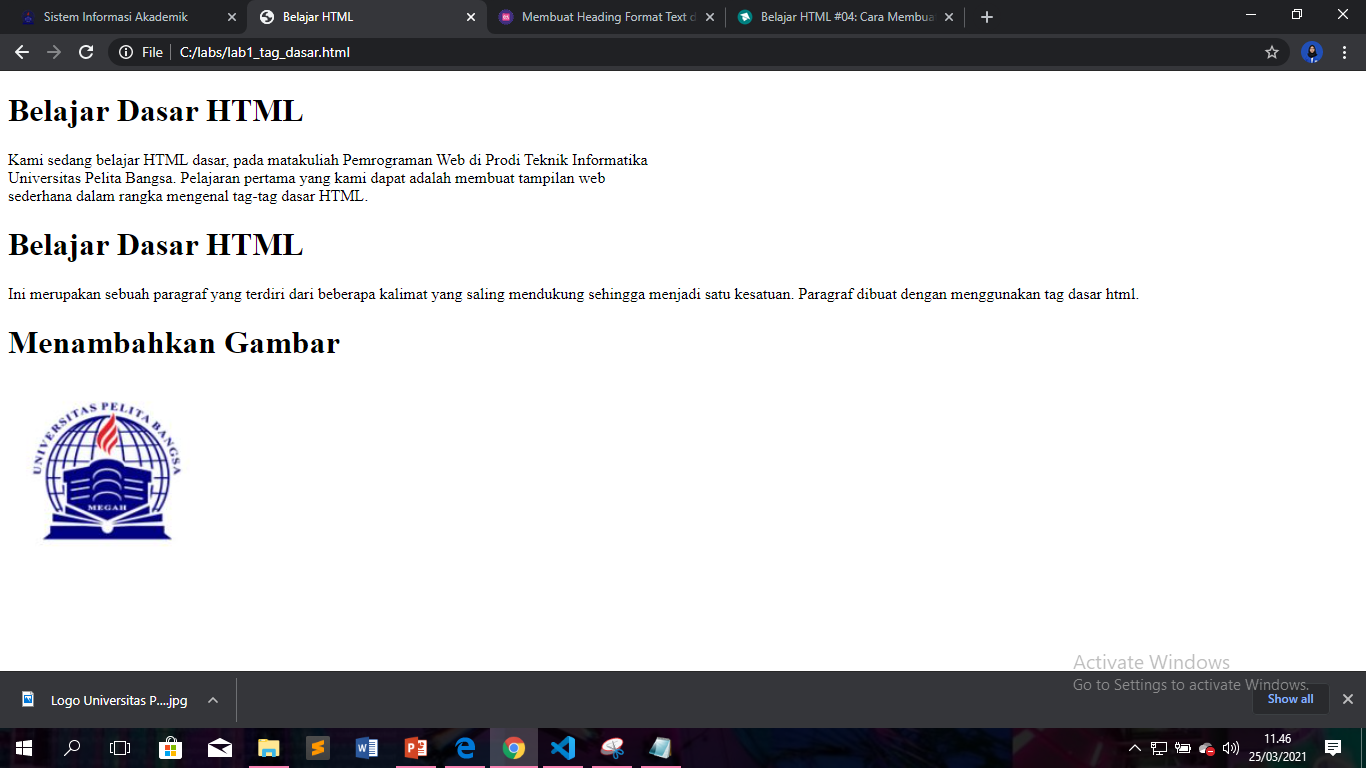 Sistem Informasi Akademik
Belajar HTML
Membuat Heading Format Text d
Belajar HTML #04: Cara Membua
File
C:/labs/lab1_tag_dasar.html
Belajar Dasar HTML
Kami sedang belajar HTML dasar, pada matakuliah Pemrograman Web di Prodi Teknik Informatika
Universitas Pelita Bangsa. Pelajaran pertama yang kami dapat adalah membuat tampilan web
sederhana dalam rangka mengenal tag-tag dasar HTML.
Belajar Dasar HTML
Ini merupakan sebuah paragraf yang terdiri dari beberapa kalimat yang saling mendukung sehingga menjadi satu kesatuan. Paragraf dibuat dengan menggunakan tag dasar html.
Menambahkan Gambar
UNIVERSITAS PELITA BANGSA
MEGAH
Activate Windows
Go to Settings to activate Windows.
Logo Universitas P....jpg
Show all
11.46
25/03/2021